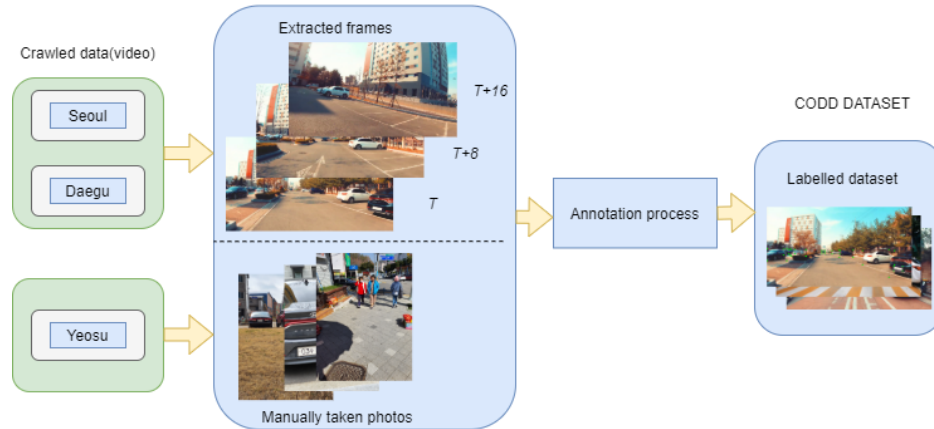 Crawled data(video)
Seoul
Daegu
Yeosu
Extracted frames
T+16
T+8
T
Manually taken photos
Annotation process
CODD DATASET
Labelled dataset